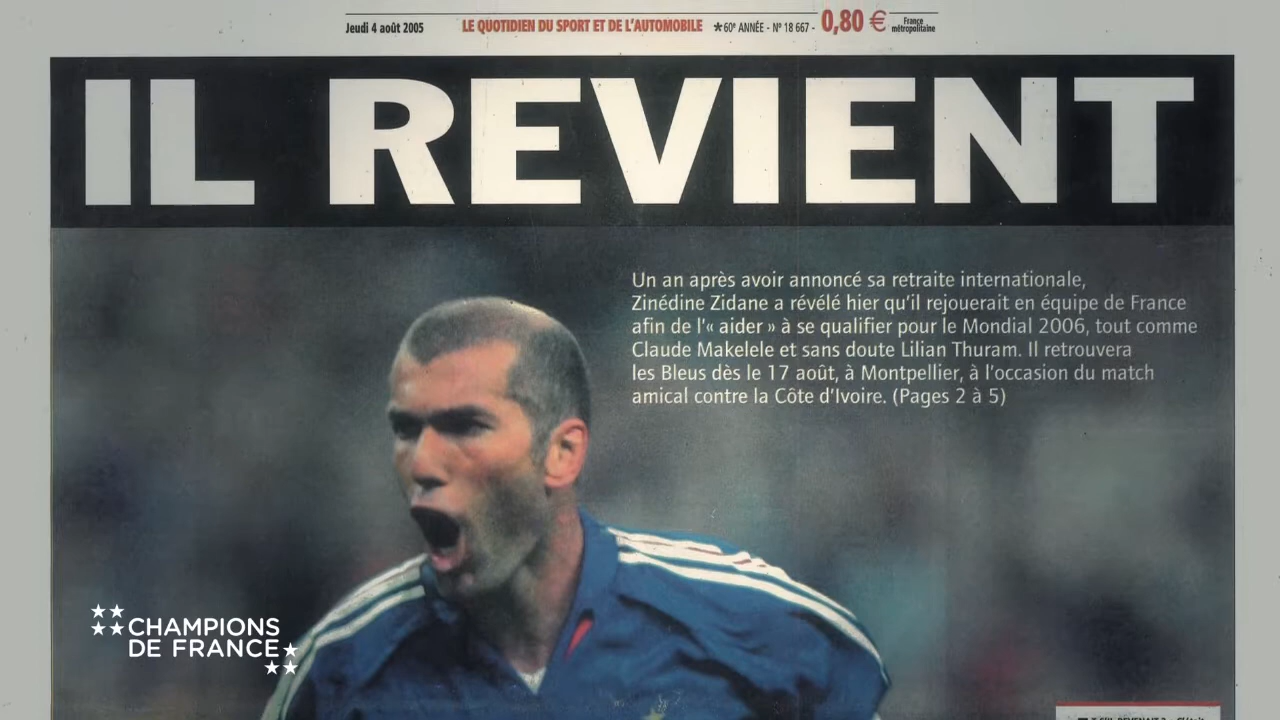 Jeudi 4 août 2005 LE QUOTIDIEN DU SPORT ET DE L'AUTOMOBILE ★60e ANNÉE - N° 18 667 - 0,80 € France métropolitaine
IL REVIENT
Un an après avoir annoncé sa retraite internationale,
Zinédine Zidane a révélé hier qu'il rejouerait en équipe de France
afin de l'« aider » à se qualifier pour le Mondial 2006, tout comme
Claude Makelele et sans doute Lilian Thuram. Il retrouvera
les Bleus dès le 17 août, à Montpellier, à l'occasion du match
amical contre la Côte d'Ivoire. (Pages 2 à 5)
CHAMPIONS
DE FRANCE